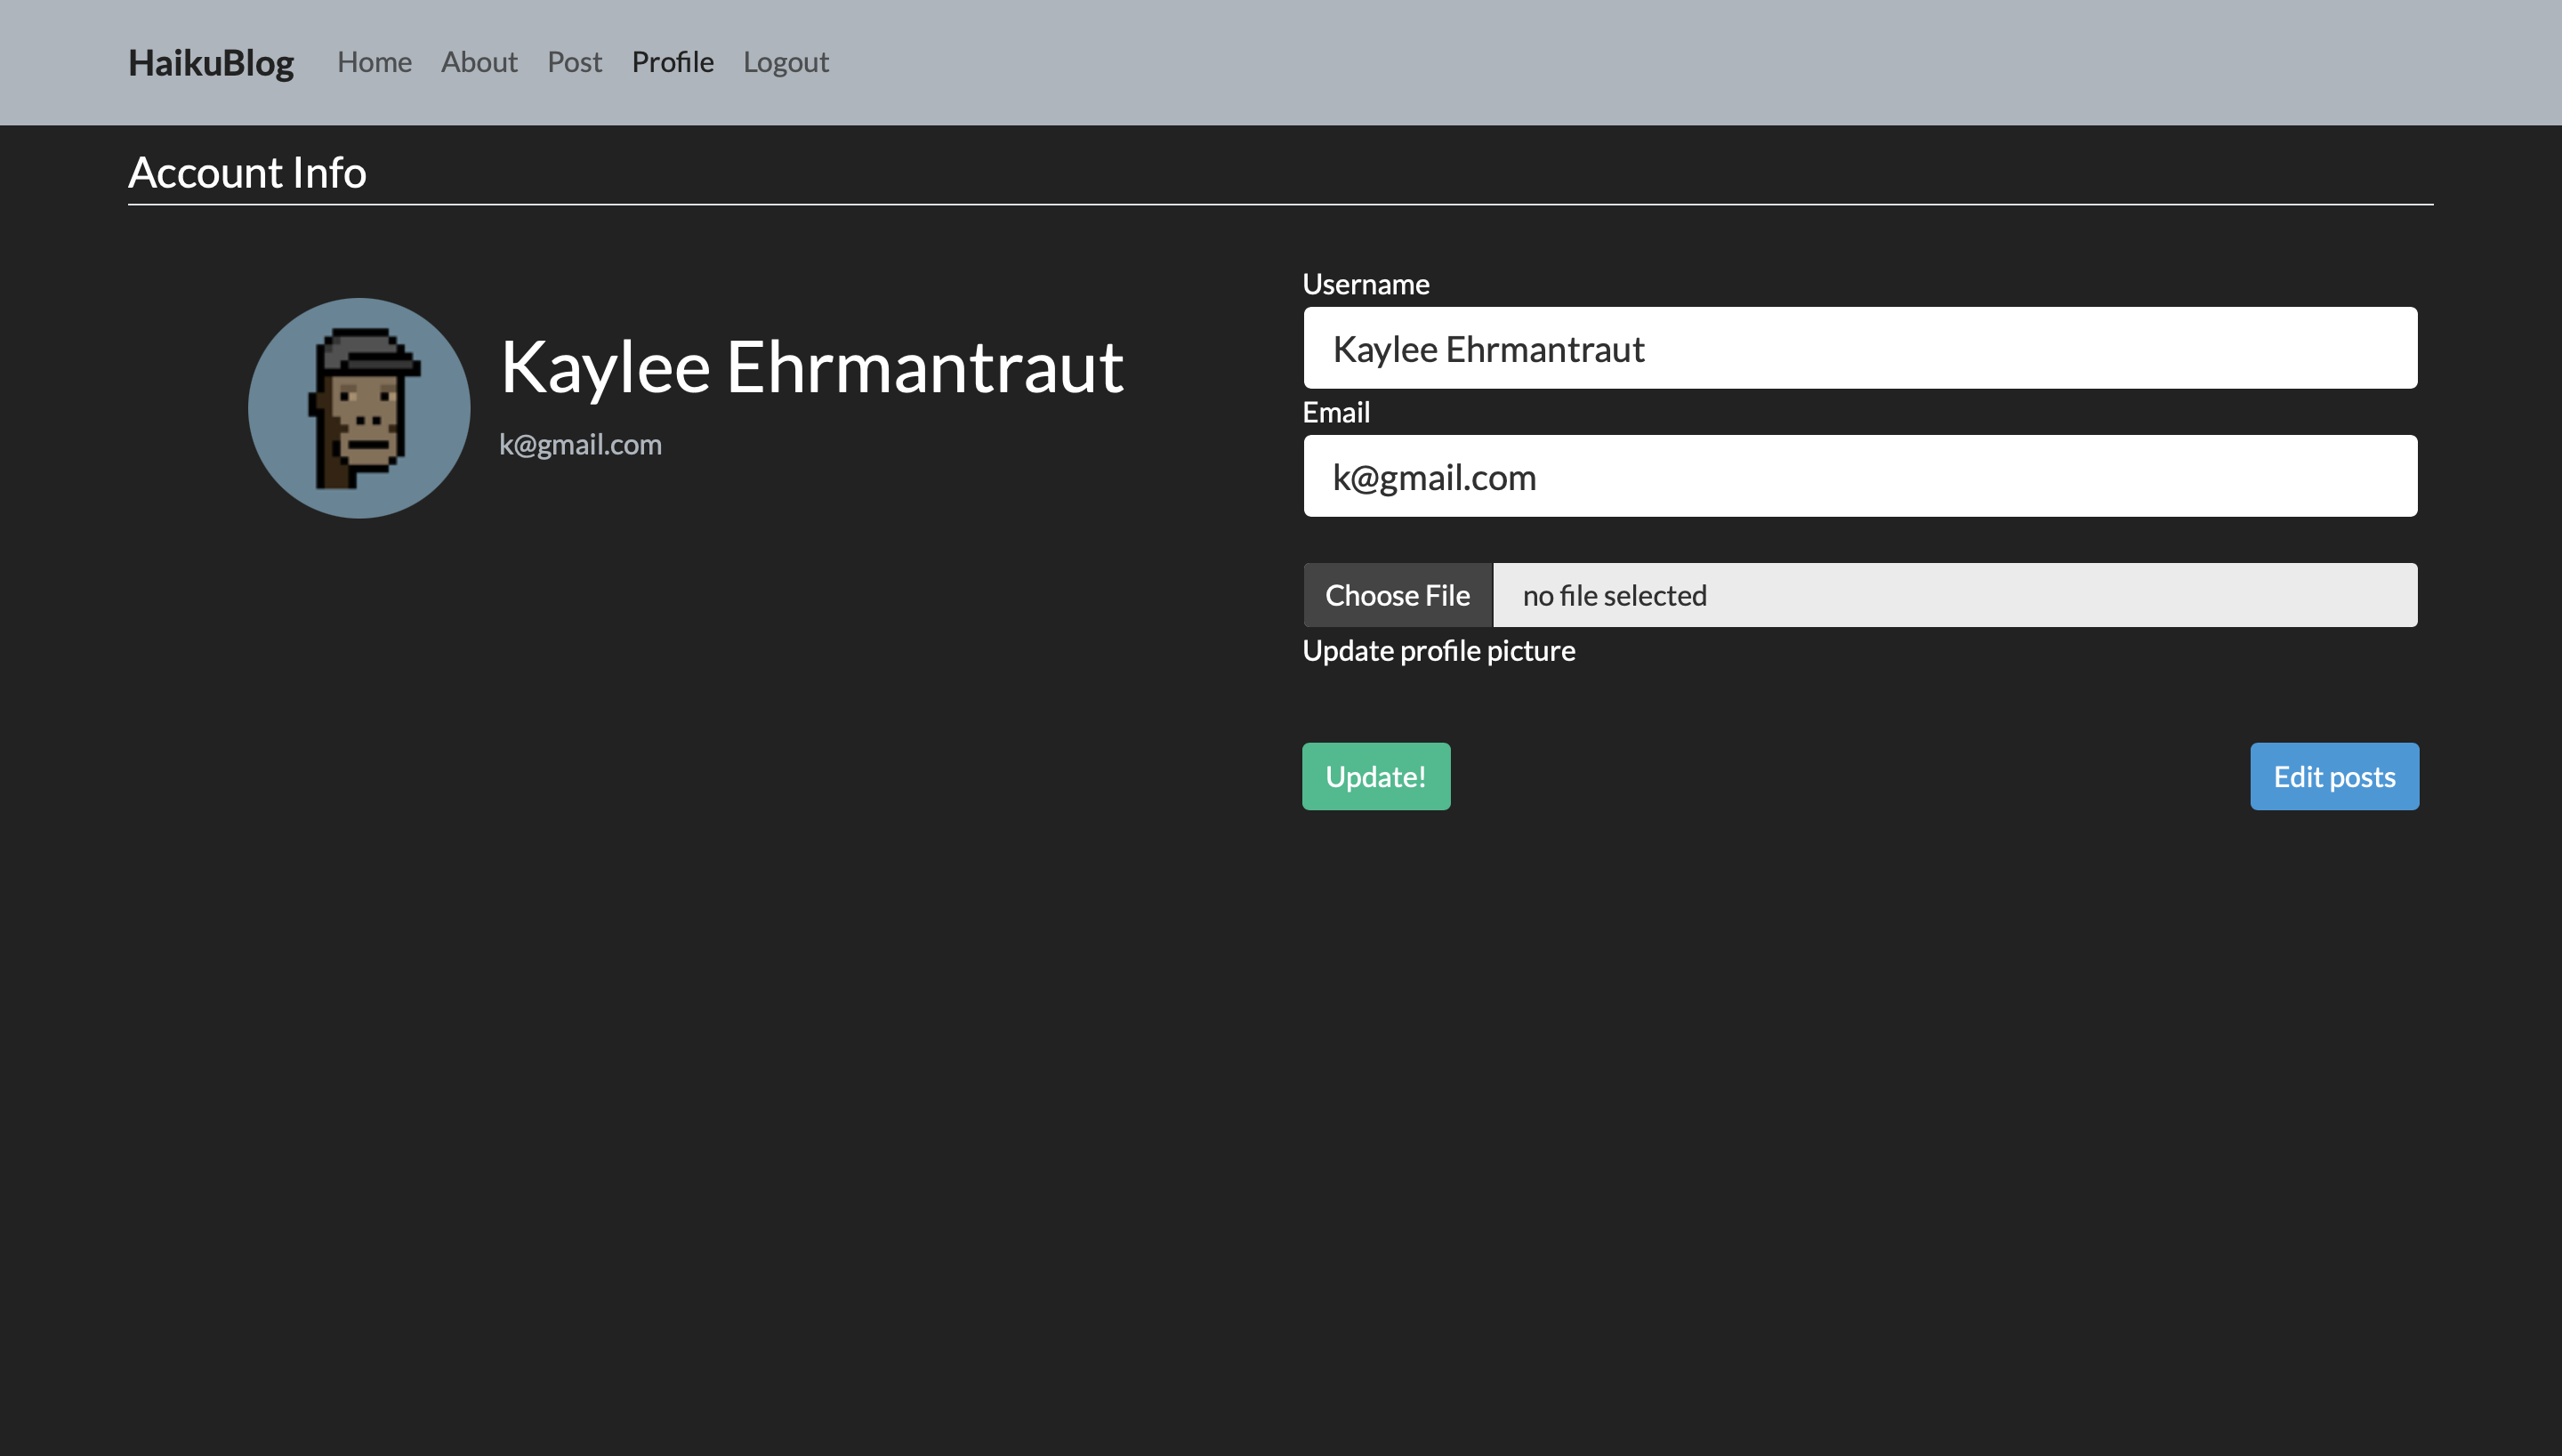 HaikuBlog Home About Post Profile Logout
Account Info
Kaylee Ehrmantraut
k@gmail.com
Username
Kaylee Ehrmantraut
Email
k@gmail.com
Choose File no file selected
Update profile picture
Update! Edit posts